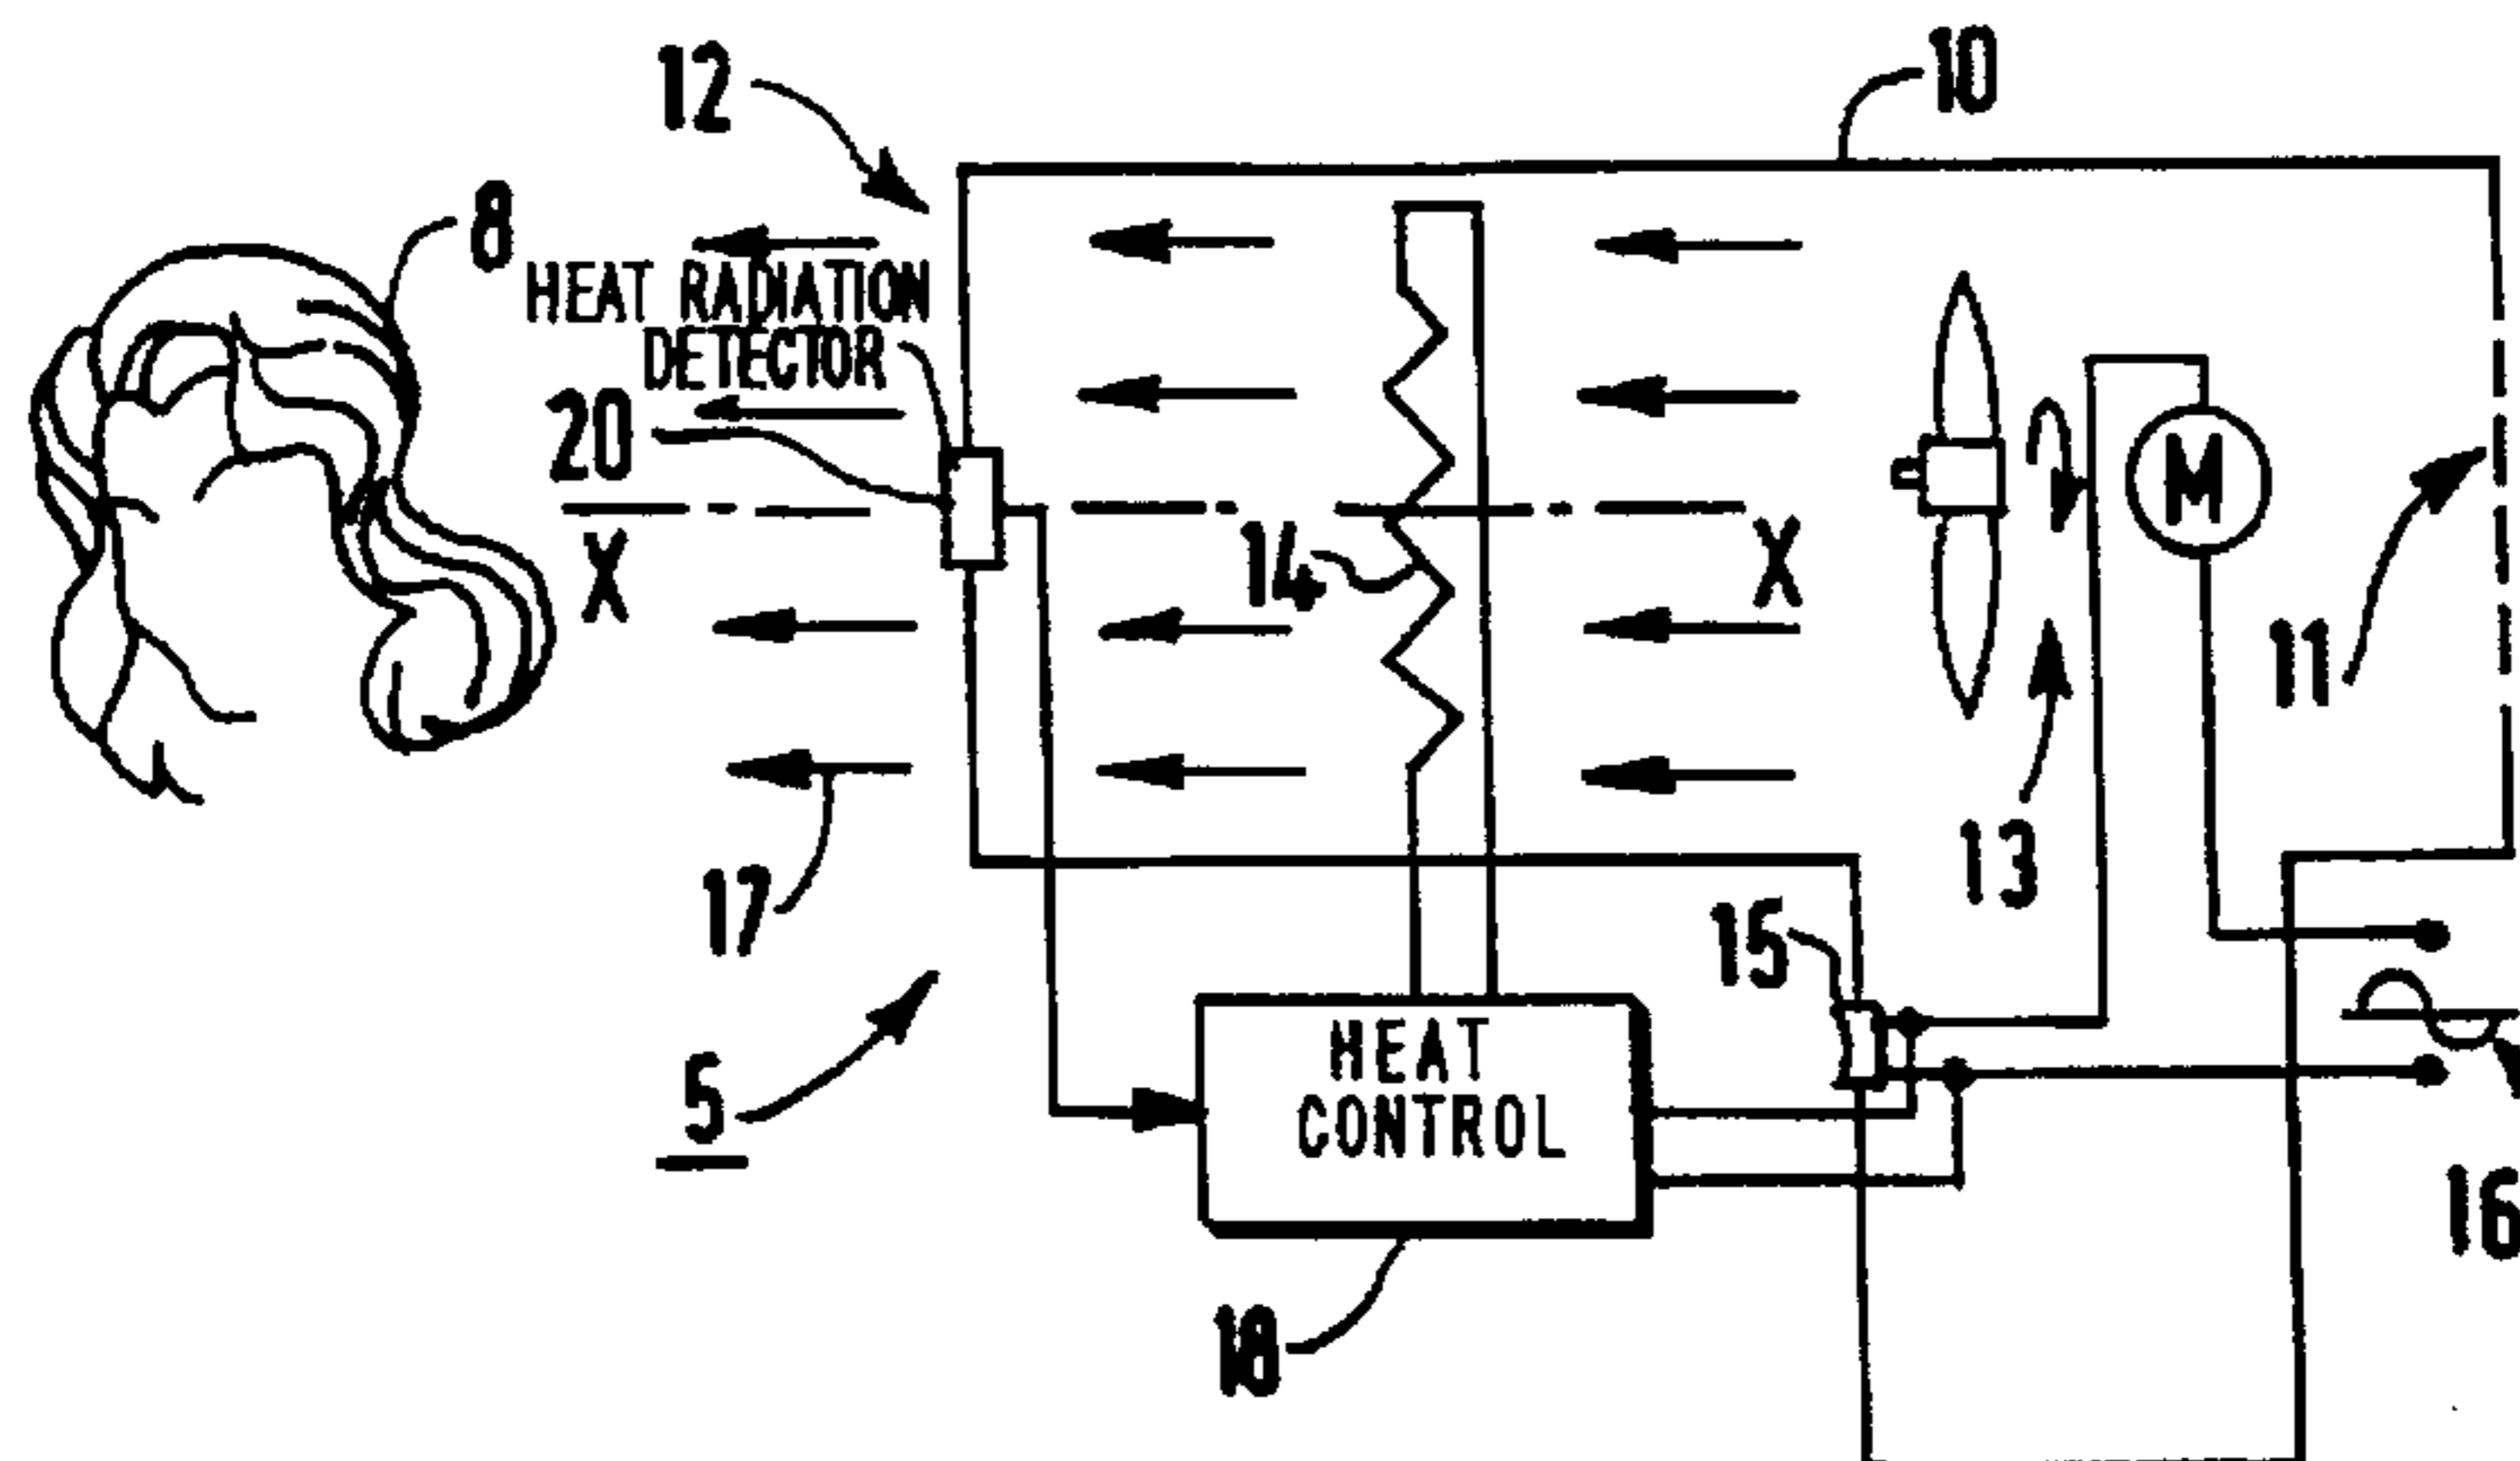 12
10
8
HEAT RADIATION
DETECTOR
20
M
X
14
X
11
13
17
15
5
HEAT
CONTROL
16
18